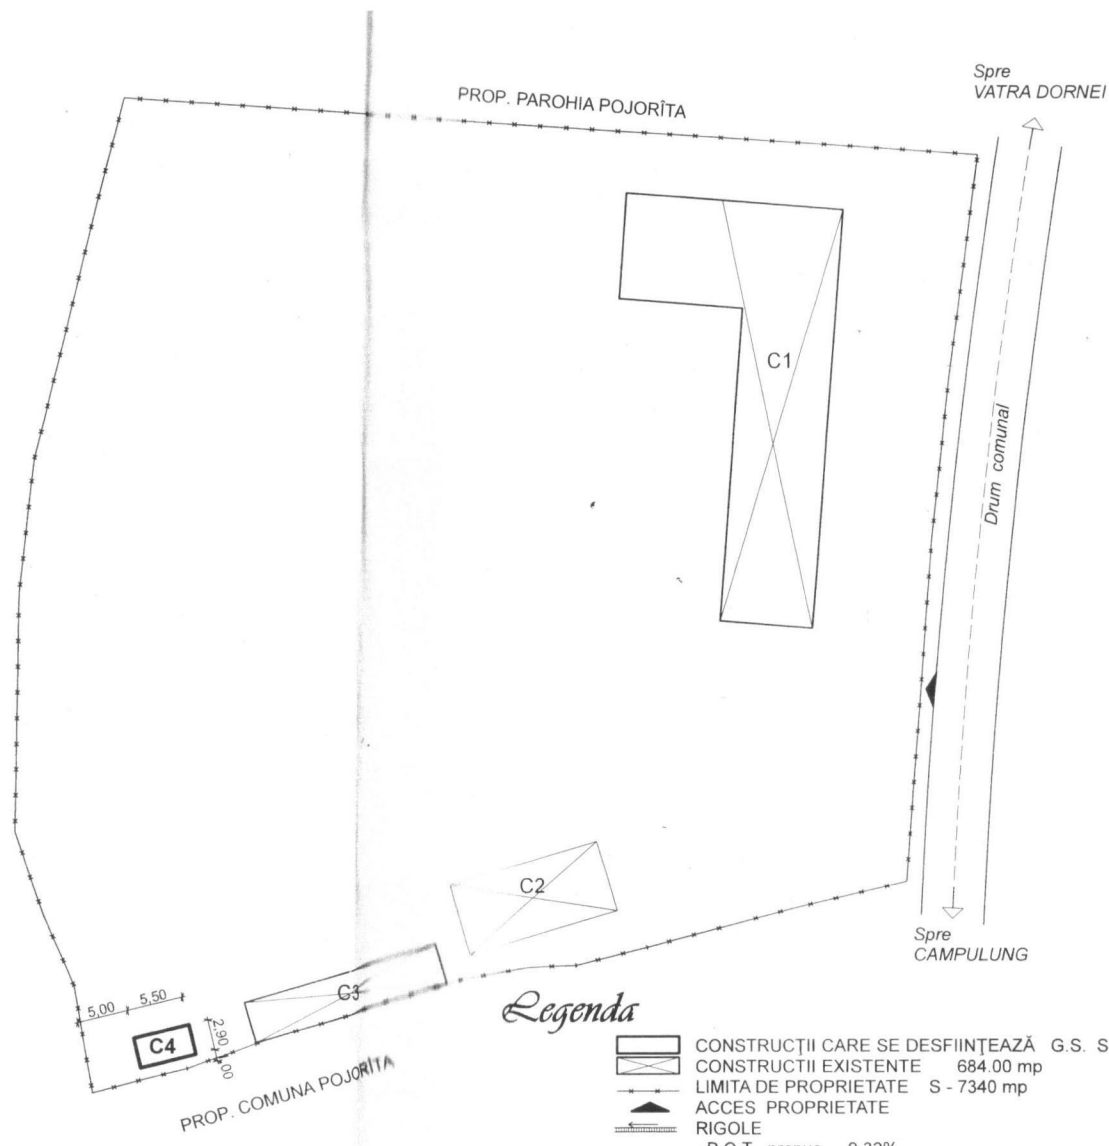 Spre
VATRA DORNEI
PROP. PAROHIA POJORÎTA
C1
Drum comunal
C2
Spre
CAMPULUNG
C3
5,00
5,50
2,90
C4
PROP. COMUNA POJORÎTA
Legenda
CONSTRUCŢII CARE SE DESFIINŢEAZĂ G.S. S
CONSTRUCTII EXISTENTE 684.00 mp
LIMITA DE PROPRIETATE S - 7340 mp
ACCES PROPRIETATE
RIGOLE